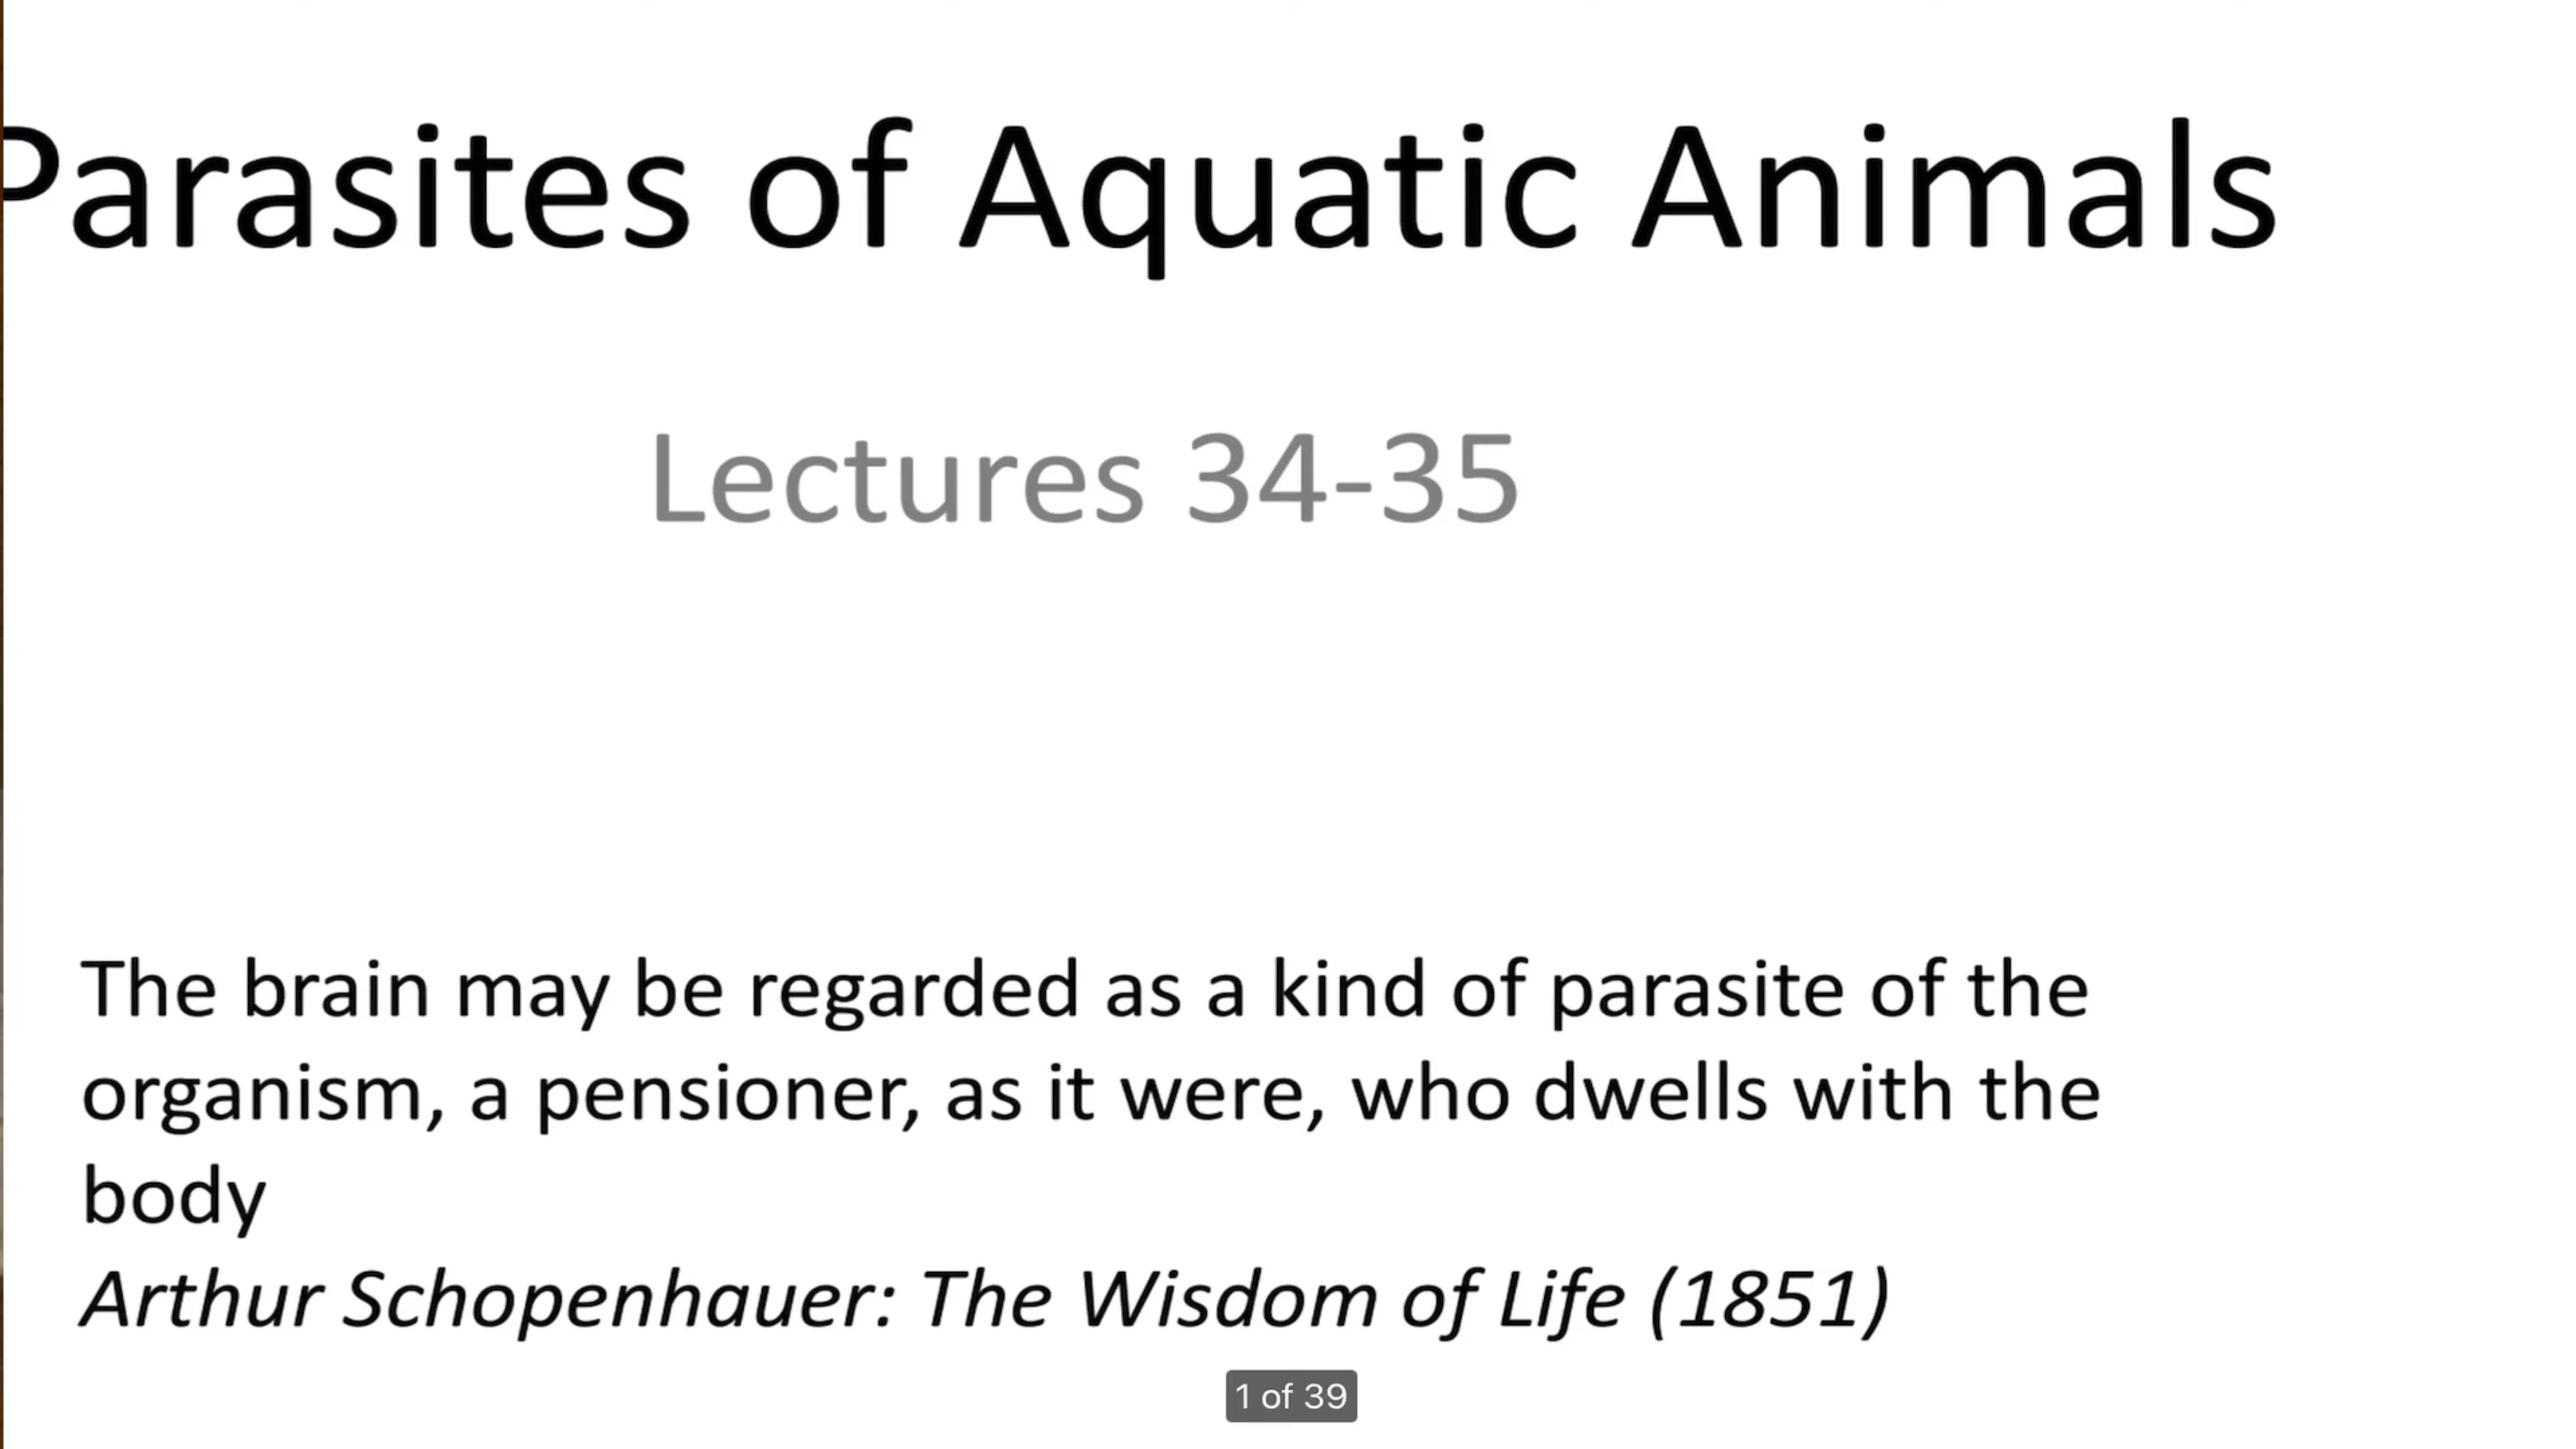 Parasites of Aquatic Animals
Lectures 34-35
The brain may be regarded as a kind of parasite of the
organism, a pensioner, as it were, who dwells with the
body
Arthur Schopenhauer: The Wisdom of Life (1851)
1 of 39